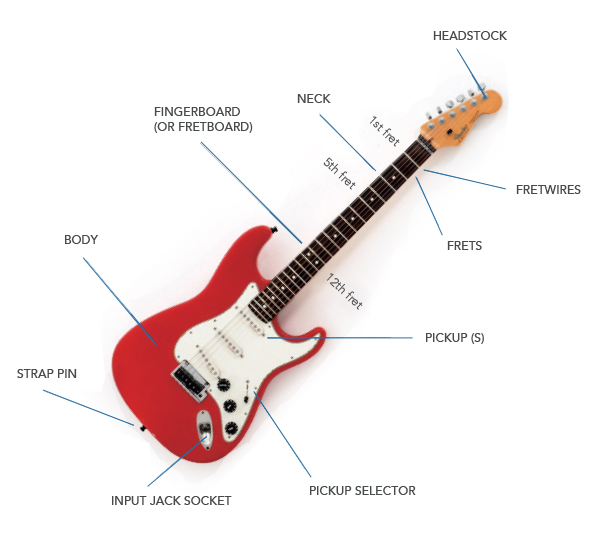 HEADSTOCK
NECK
FINGERBOARD
(OR FRETBOARD)
1st fret
5th fret
FRETWIRES
BODY
FRETS
12th fret
PICKUP (S)
STRAP PIN
PICKUP SELECTOR
INPUT JACK SOCKET